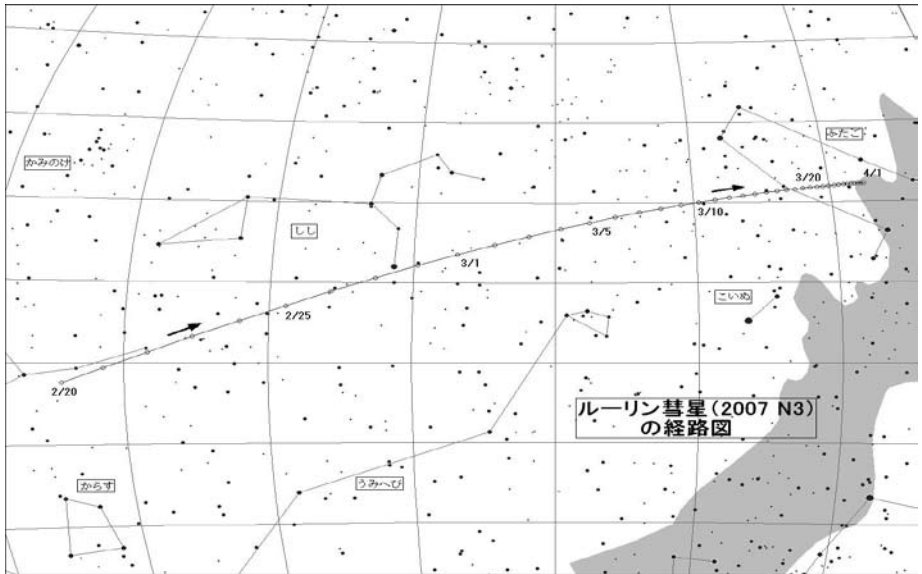 ふたご
かみのけ
3/20
4/1
3/10
3/5
しし
3/1
こいぬ
2/25
2/20
ルーリン彗星(2007 N3)
の経路図
うみへび
からす